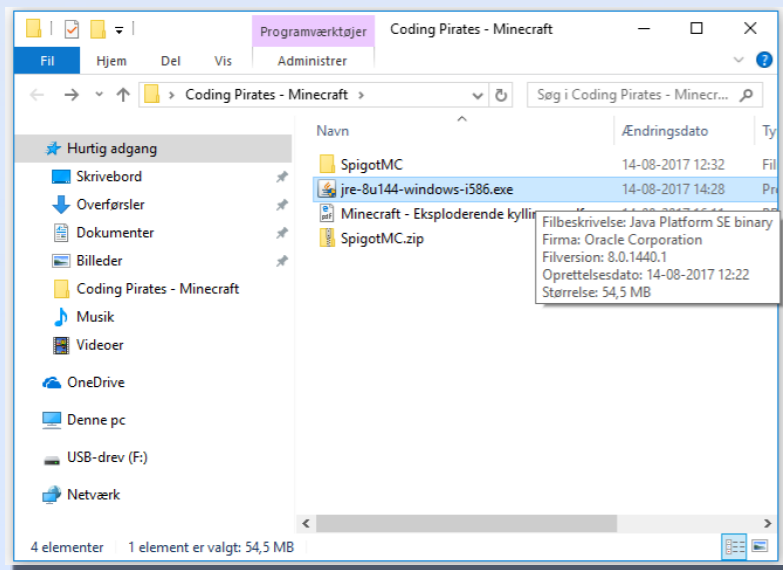 Programværktøjer
Coding Pirates - Minecraft
Fil
Hjem
Del
Vis
Administrer
Coding Pirates - Minecraft
Søg i Coding Pirates - Minecr...
Navn
Ændringsdato
Ty
Hurtig adgang
Skrivebord
Overførsler
Dokumenter
Billeder
Coding Pirates - Minecraft
Musik
Videoer
OneDrive
Denne pc
USB-drev (F:)
Netværk
SpigotMC
14-08-2017 12:32
Fil
jre-8u144-windows-i586.exe
14-08-2017 14:28
Pr
Minecraft - Eksploderende
SpigotMC.zip
Filbeskrivelse: Java Platform SE binary
Firma: Oracle Corporation
Filversion: 8.0.1440.1
Oprettelsesdato: 14-08-2017 12:22
Størrelse: 54,5 MB
4 elementer
1 element er valgt: 54,5 MB